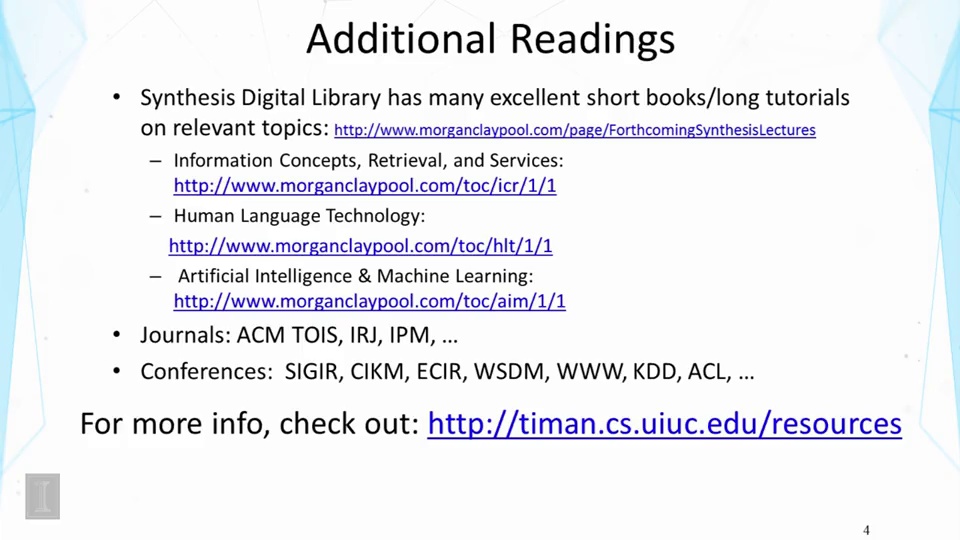 Additional Readings
• Synthesis Digital Library has many excellent short books/long tutorials
on relevant topics: http://www.morganclaypool.com/page/ForthcomingSynthesisLectures
– Information Concepts, Retrieval, and Services:
http://www.morganclaypool.com/toc/icr/1/1
– Human Language Technology:
http://www.morganclaypool.com/toc/hlt/1/1
– Artificial Intelligence & Machine Learning:
http://www.morganclaypool.com/toc/aim/1/1
• Journals: ACM TOIS, IRJ, IPM, …
• Conferences: SIGIR, CIKM, ECIR, WSDM, WWW, KDD, ACL, …
For more info, check out: http://timan.cs.uiuc.edu/resources
I
4